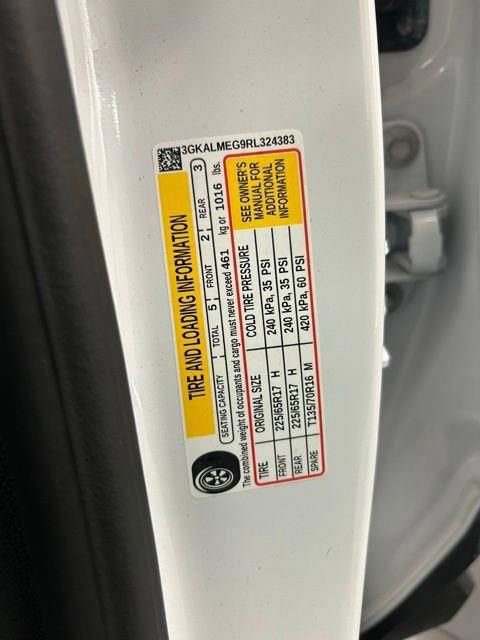 3GKALMEG9RL324383
TIRE AND LOADING INFORMATION
SEATING CAPACITY TOTAL 5 FRONT 2 REAR 3
The combined weight of occupants and cargo must never exceed 461 kg or 1016 lbs.
TIRE ORIGINAL SIZE COLD TIRE PRESSURE
FRONT 225/65R17 H 240 kPa, 35 PSI
REAR 225/65R17 H 240 kPa, 35 PSI
SPARE T135/70R16 M 420 kPa, 60 PSI
SEE OWNER'S
MANUAL FOR
ADDITIONAL
INFORMATION